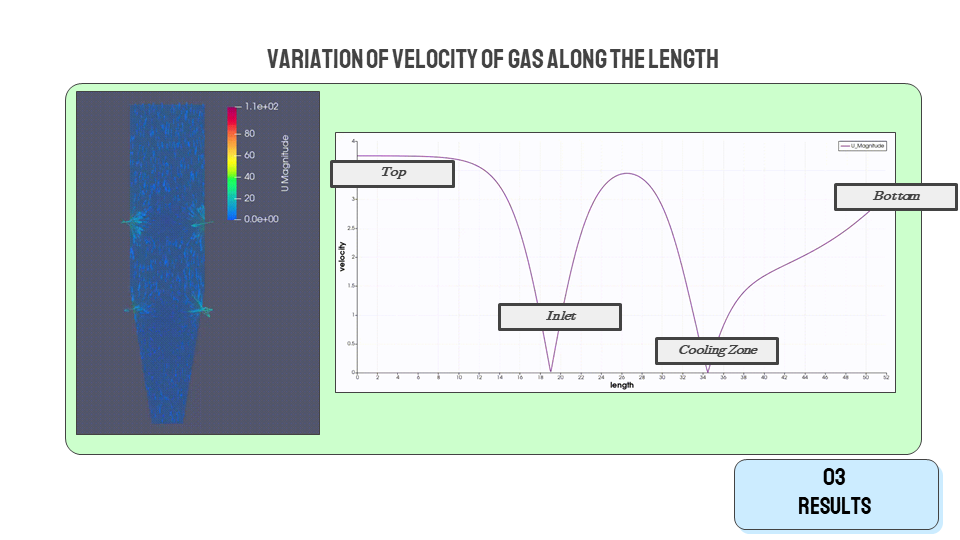 VARIATION OF VELOCITY OF GAS ALONG THE LENGTH
1.1e+02
80
60
40
20
0.0e+00
U Magnitude
U_Magnitude
velocity
4
3
2.5
2
1.5
1
0.5
0
0 2 4 6 8 10 12 14 16 18 20 22 24 26 28 30 32 34 36 38 40 42 44 46 48 50 52
length
Top
Inlet
Cooling Zone
Bottom
03
RESULTS